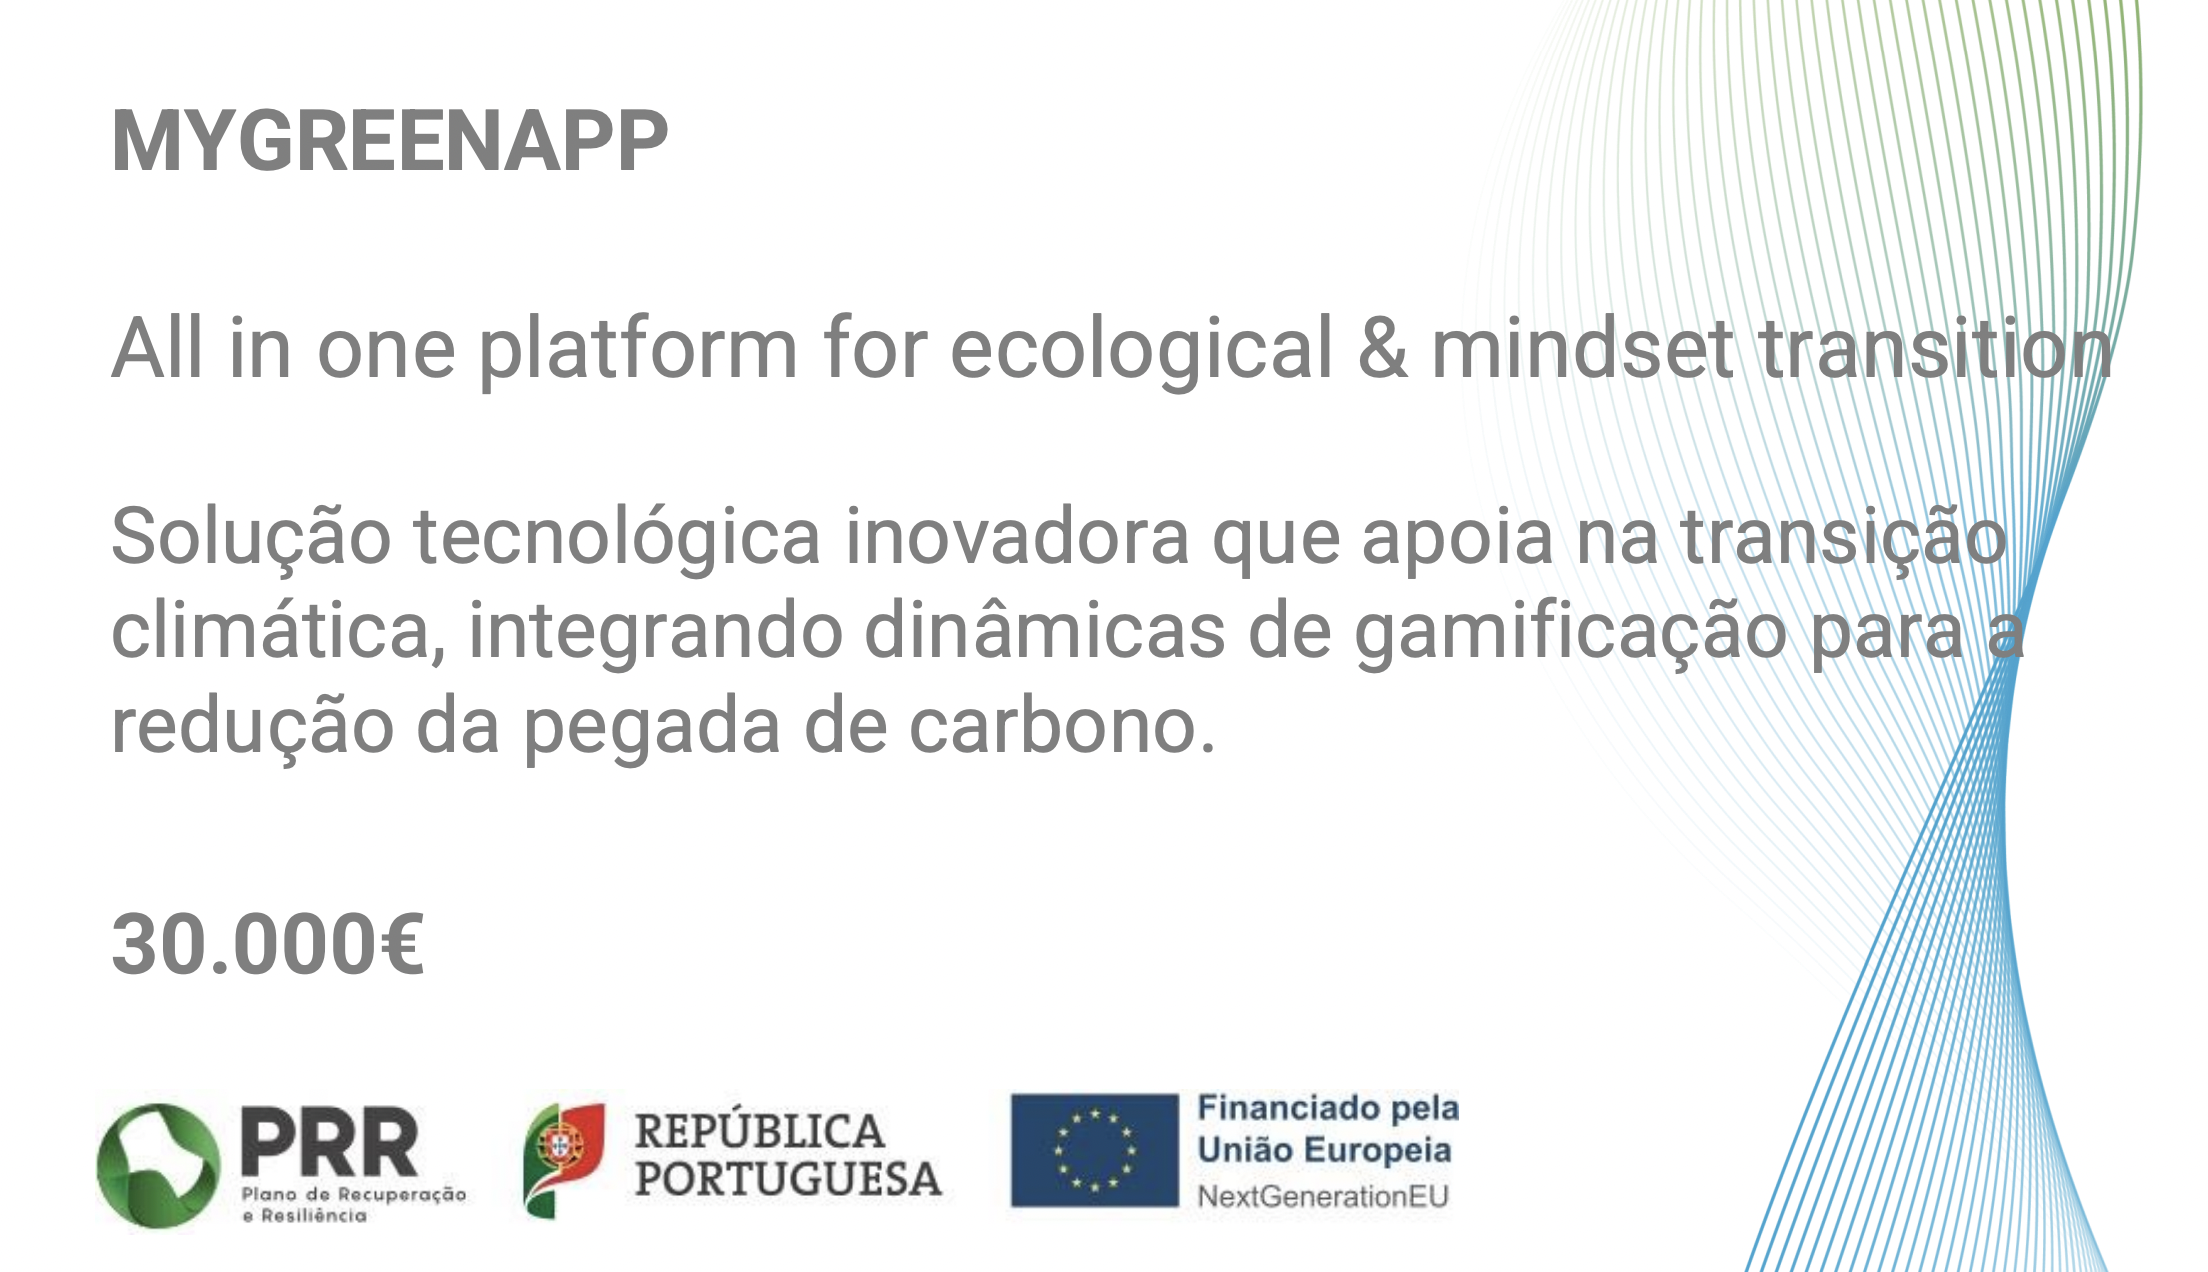 MYGREENAPP
All in one platform for ecological & mindset transition
Solução tecnológica inovadora que apoia na transição
climática, integrando dinâmicas de gamificação para a
redução da pegada de carbono.
30.000€
PRR
Plano de Recuperação
e Resiliência
REPÚBLICA
PORTUGUESA
Financiado pela
União Europeia
NextGenerationEU